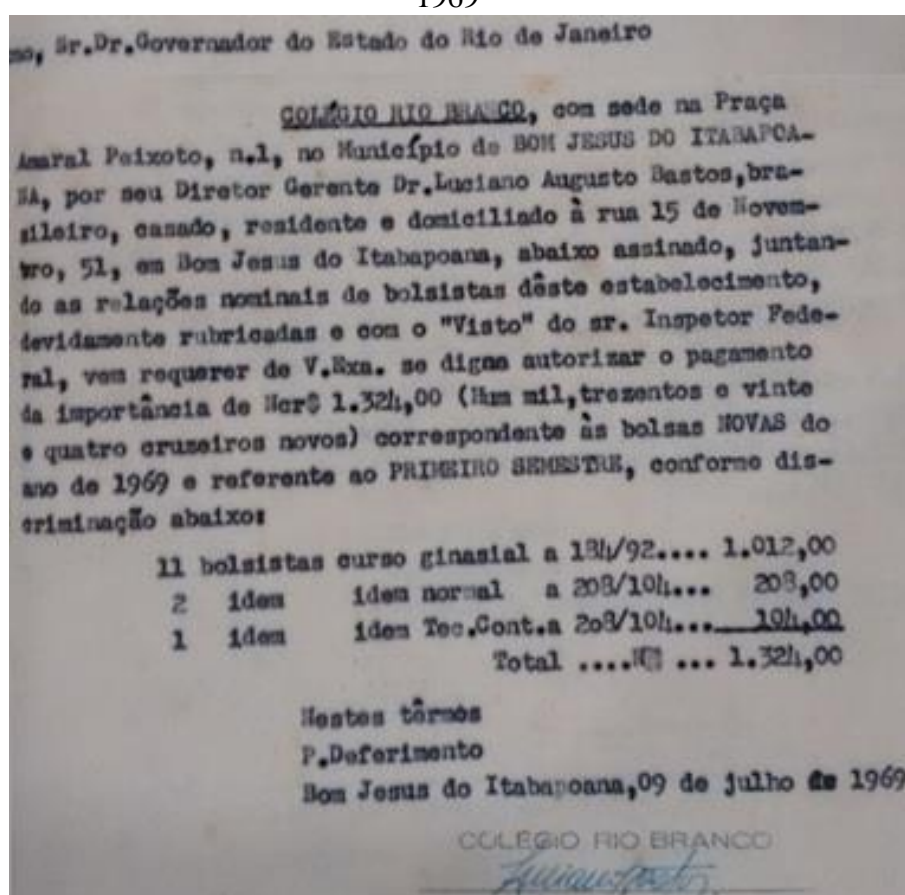 1969
Sr.Dr.Governador do Estado do Rio de Janeiro
COLÉGIO RIO BRANCO, com sede na Praça
Amaral Peixoto, n.1, no Município de BOM JESUS DO ITABAPOA-
NA, por seu Diretor Gerente Dr.Luciano Augusto Bastos,bra-
sileiro, casado, residente e domiciliado à rua 15 de Novem-
bro, 51, em Bom Jesus do Itabapoana, abaixo assinado, juntan-
do as relações nominais de bolsistas dêste estabelecimento,
devidamente rubricadas e com o "Visto" do sr. Inspetor Fede-
ral, vem requerer de V.Exa. se digne autorizar o pagamento
da importância de Ncr$ 1.324,00 (Hum mil,trezentos e vinte
e quatro cruzeiros novos) correspondente às bolsas NOVAS do
ano de 1969 e referente ao PRIMEIRO SEMESTRE, conforme dis-
criminação abaixo:
11 bolsistas curso ginasial a 184/92.... 1.012,00
2 idem idem normal a 208/104... 208,00
1 idem idem Tec.Cont.a 2o8/104... 104,00
Total .... ... 1.324,00
Nestes têrmos
P.Deferimento
Bom Jesus do Itabapoana,09 de julho de 1969
COLÉGIO RIO BRANCO